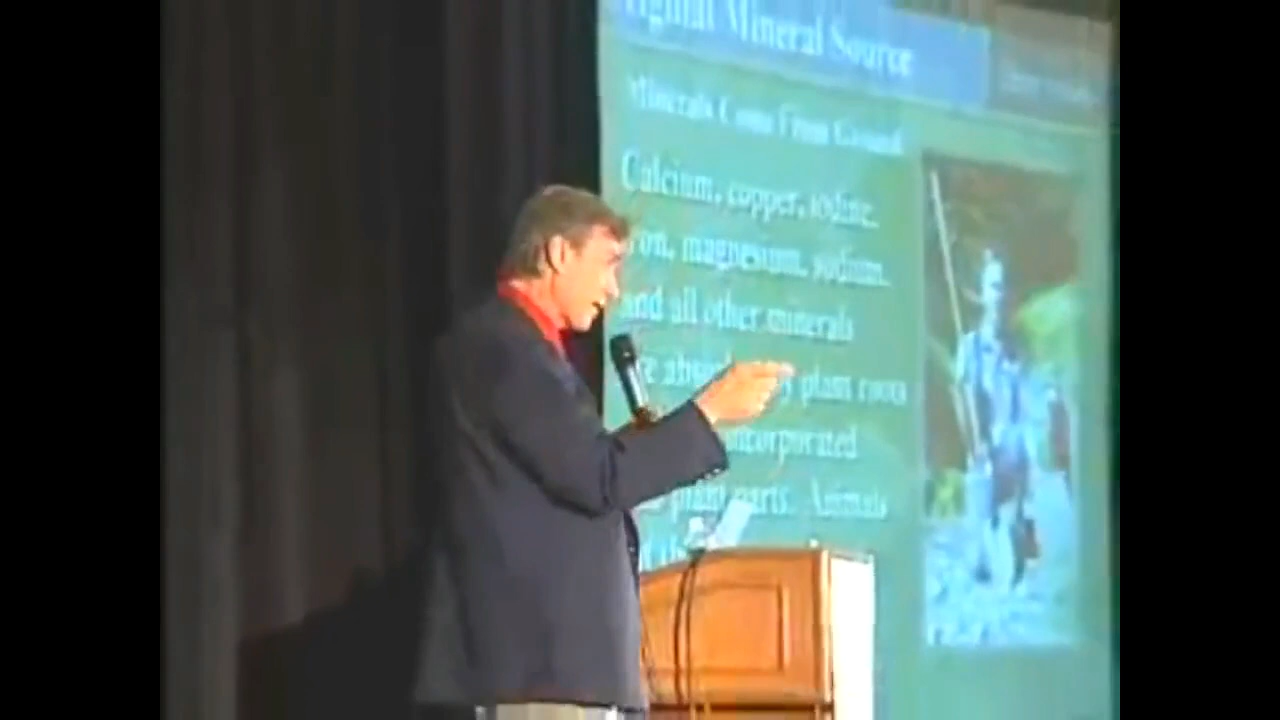 Mineral Source
Minerals Come From Ground
Calcium, copper, iodine,
magnesium, sodium,
and all other minerals
plant roots
incorporated
plant parts. Animals